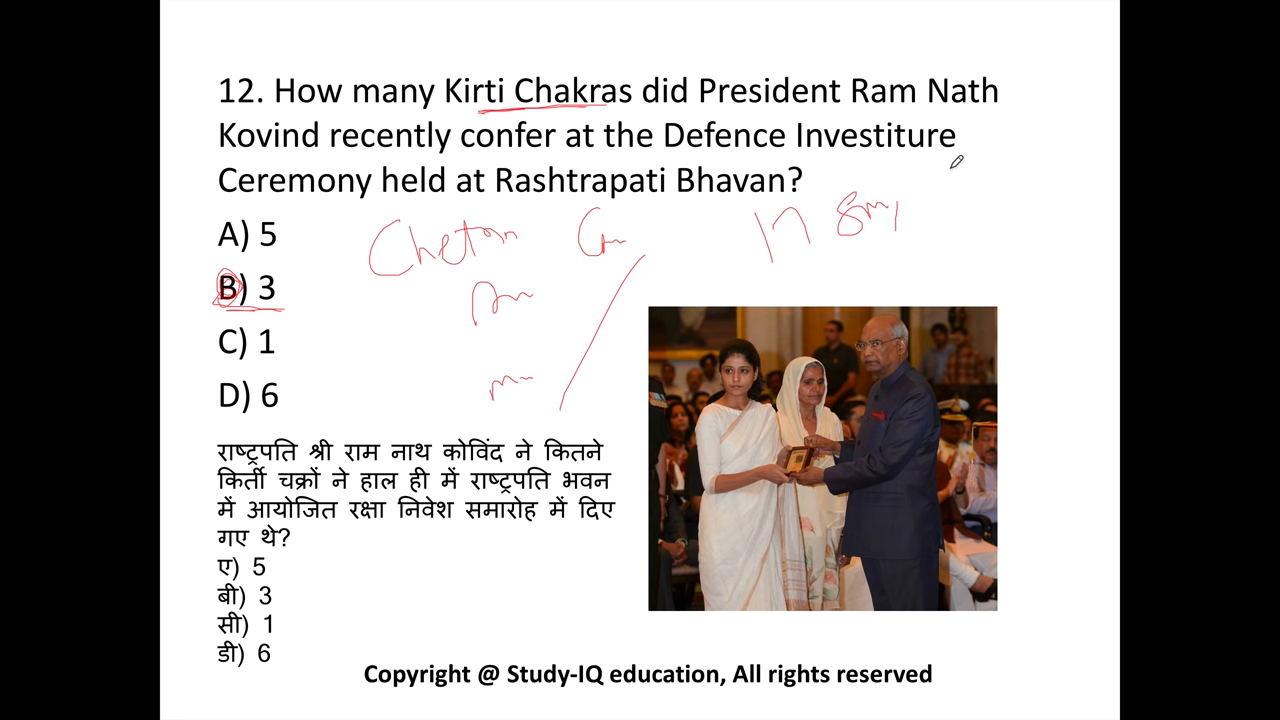 12. How many Kirti Chakras did President Ram Nath
Kovind recently confer at the Defence Investiture
Ceremony held at Rashtrapati Bhavan?
A) 5
B) 3
C) 1
D) 6
Chetan
17
राष्ट्रपति श्री राम नाथ कोविंद ने कितने
किर्ती चक्रों ने हाल ही में राष्ट्रपति भवन
में आयोजित रक्षा निवेश समारोह में दिए
गए थे?
ए) 5
बी) 3
सी) 1
डी) 6
Copyright @ Study-IQ education, All rights reserved